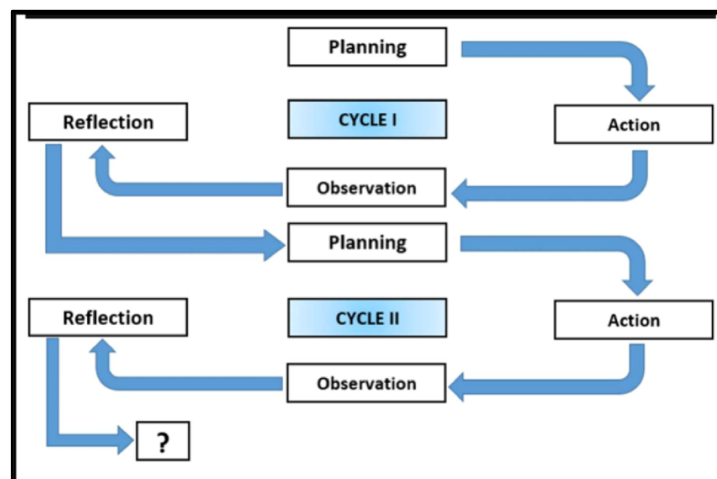 Planning
Reflection
CYCLE I
Action
Observation
Planning
Reflection
CYCLE II
Action
Observation
?